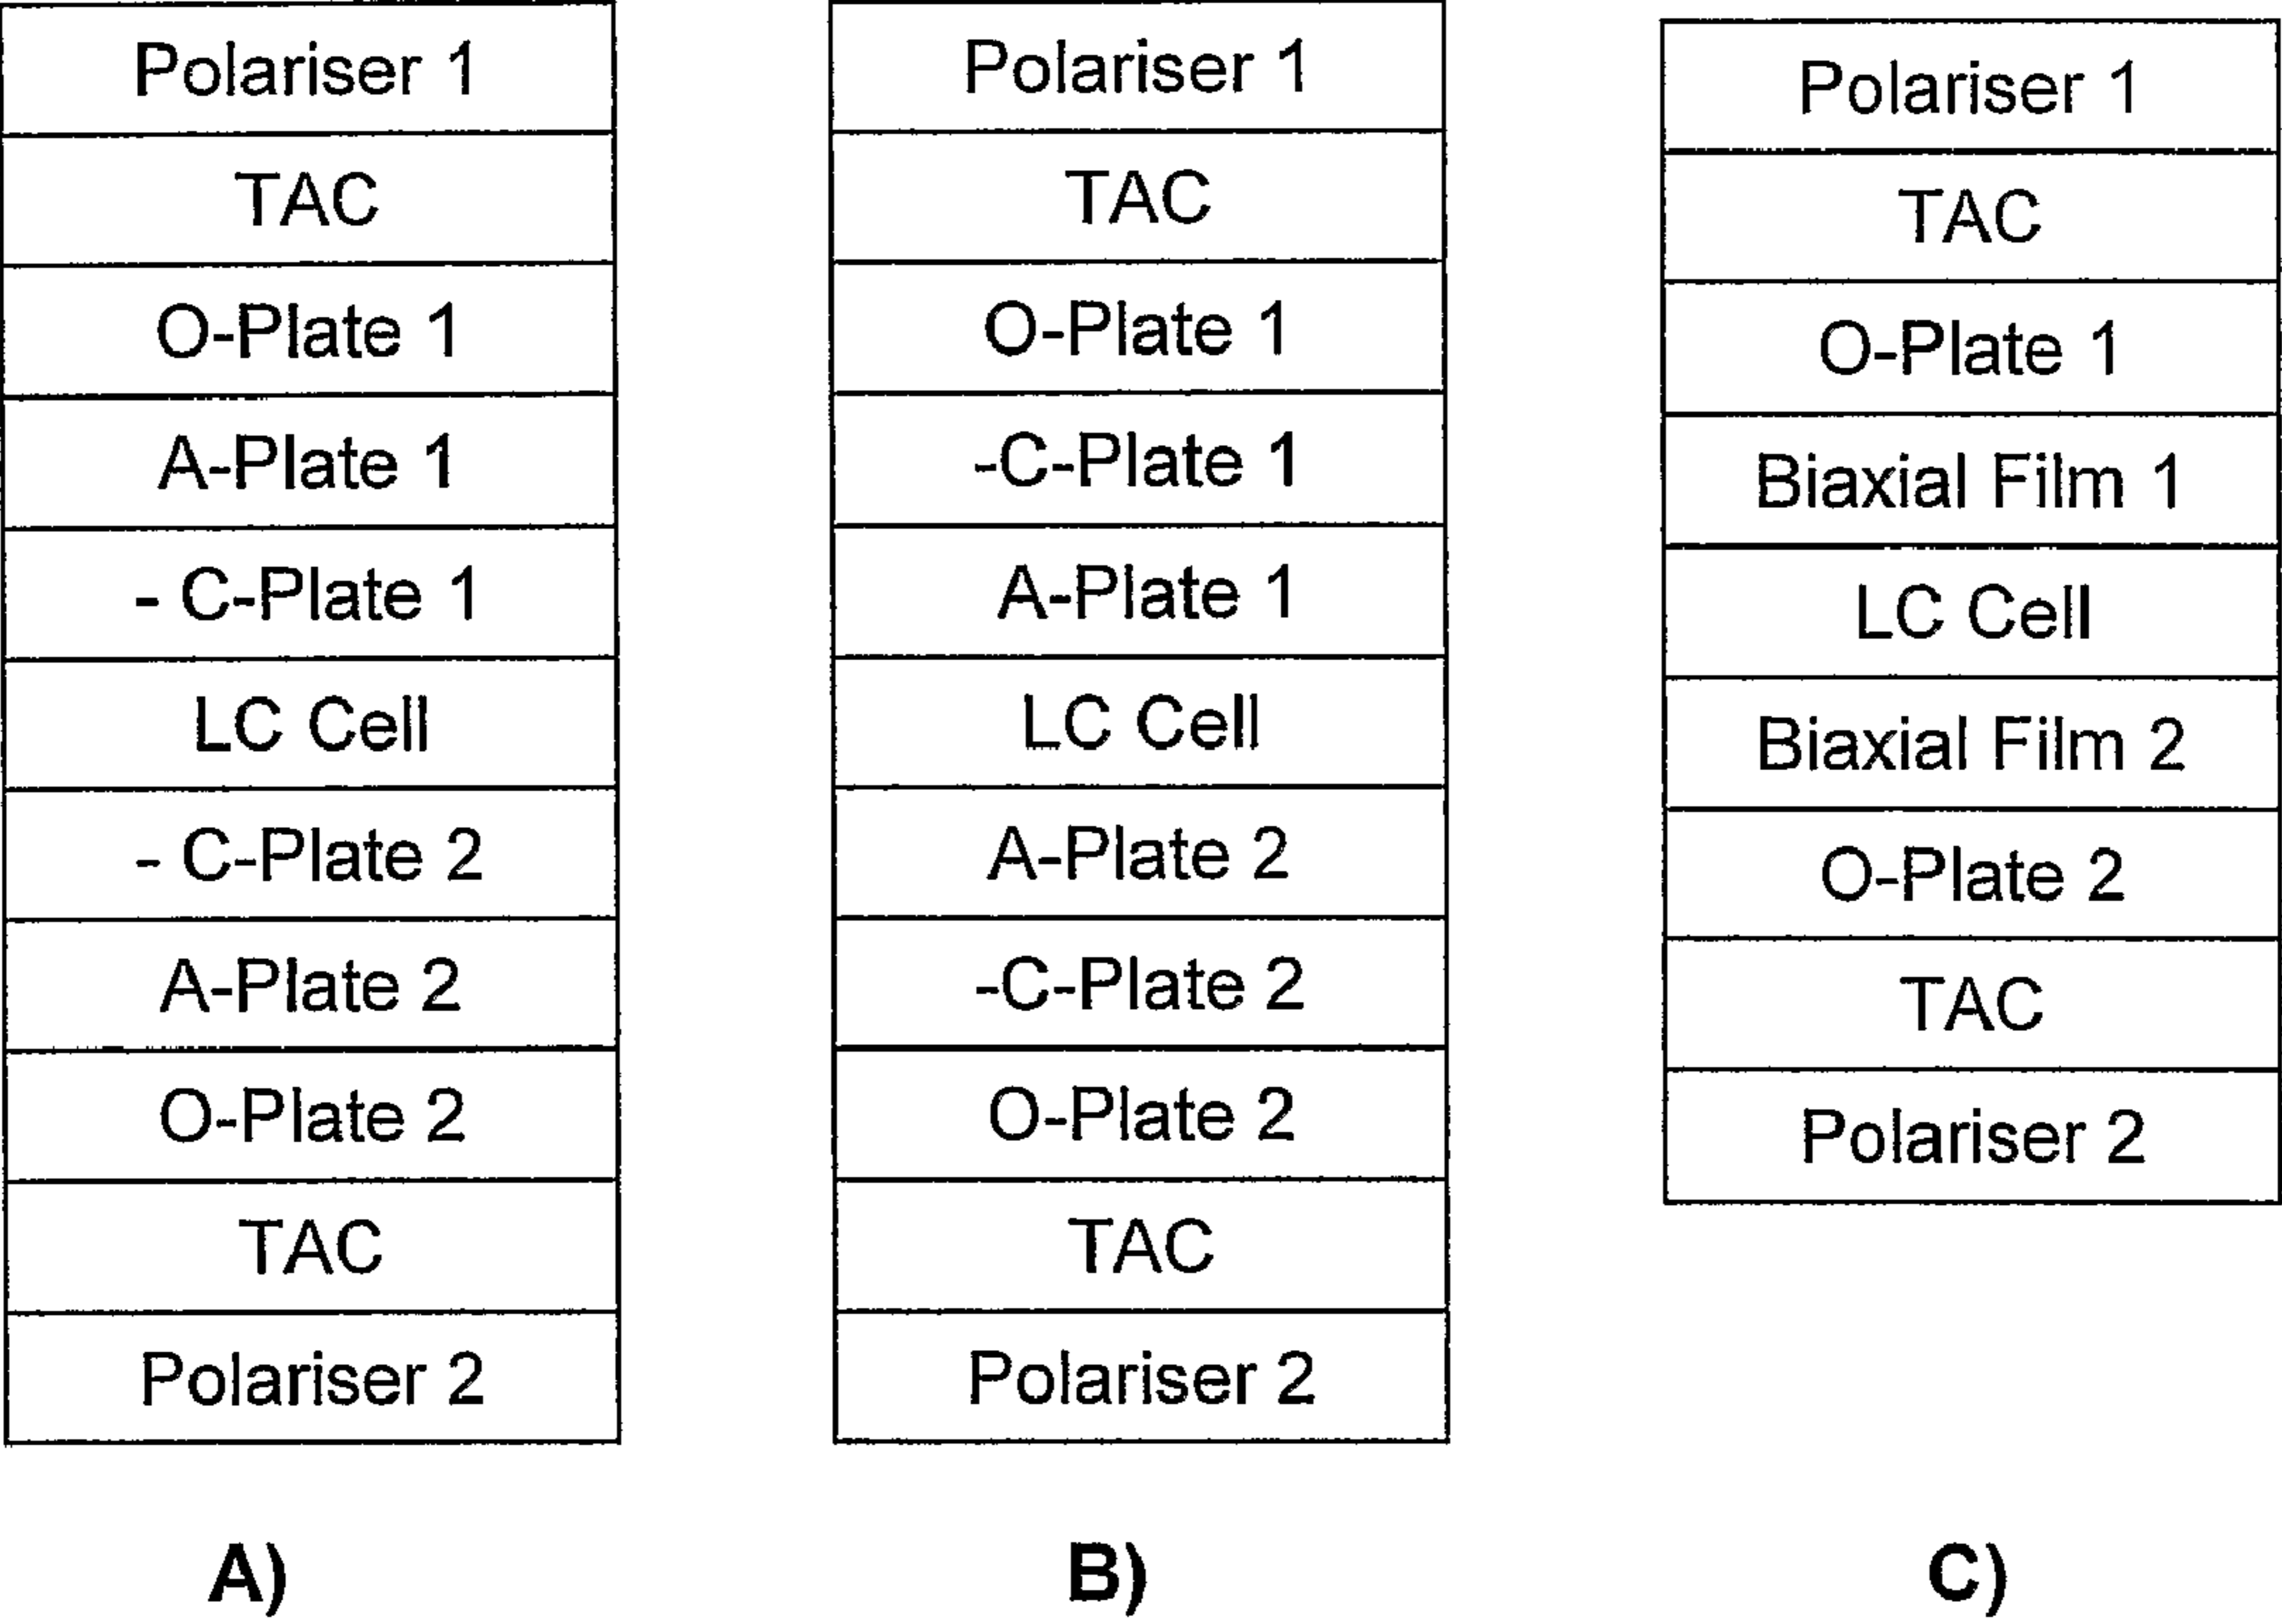 Polariser 1
TAC
O-Plate 1
A-Plate 1
- C-Plate 1
LC Cell
- C-Plate 2
A-Plate 2
O-Plate 2
TAC
Polariser 2
A)
Polariser 1
TAC
O-Plate 1
-C-Plate 1
A-Plate 1
LC Cell
A-Plate 2
-C-Plate 2
O-Plate 2
TAC
Polariser 2
B)
Polariser 1
TAC
O-Plate 1
Biaxial Film 1
LC Cell
Biaxial Film 2
O-Plate 2
TAC
Polariser 2
C)